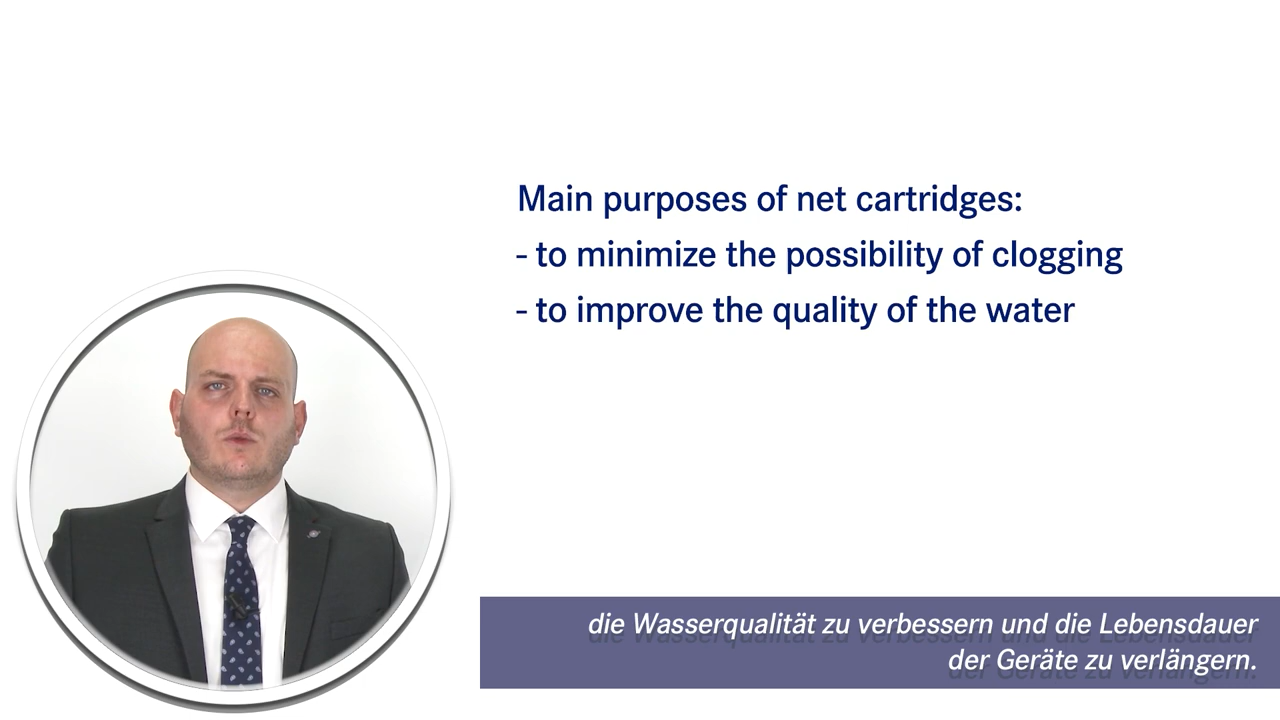 Main purposes of net cartridges:
- to minimize the possibility of clogging
- to improve the quality of the water
die Wasserqualität zu verbessern und die Lebensdauer
der Geräte zu verlängern.